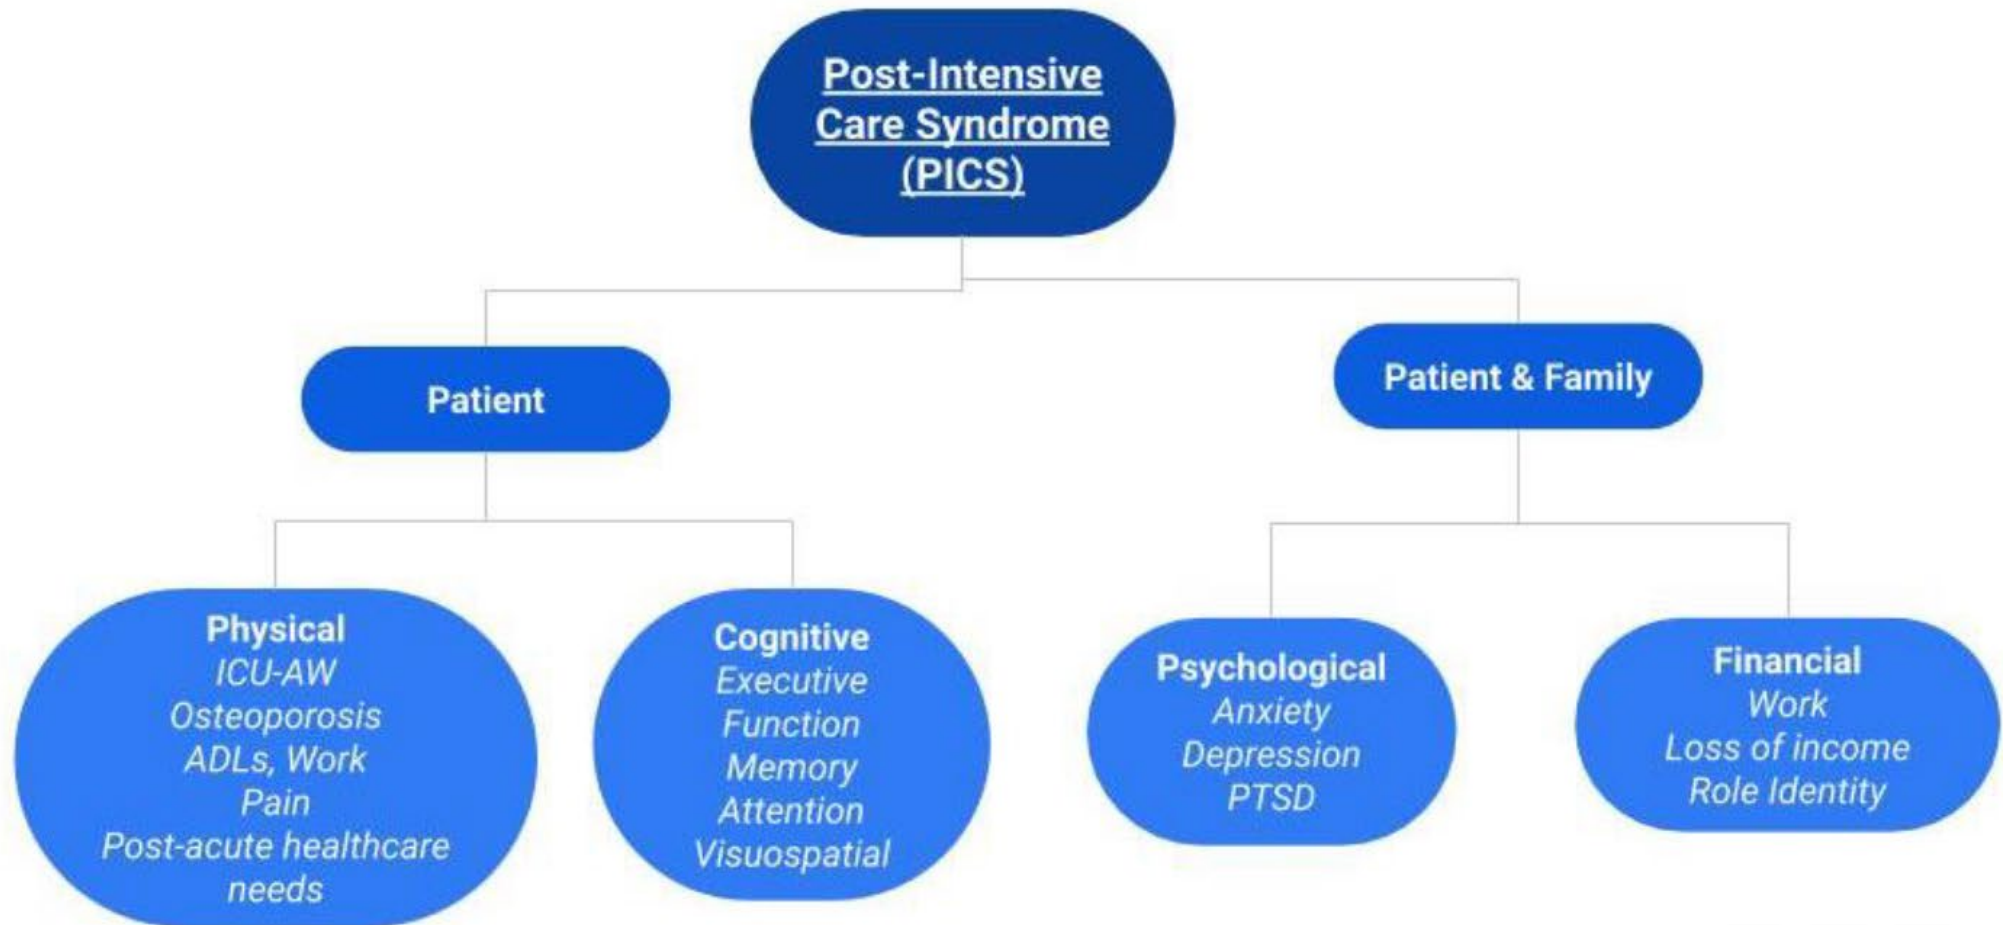 Post-Intensive
Care Syndrome
(PICS)
Patient
Patient & Family
Physical
ICU-AW
Osteoporosis
ADLs, Work
Pain
Post-acute healthcare
needs
Cognitive
Executive
Function
Memory
Attention
Visuospatial
Psychological
Anxiety
Depression
PTSD
Financial
Work
Loss of income
Role Identity